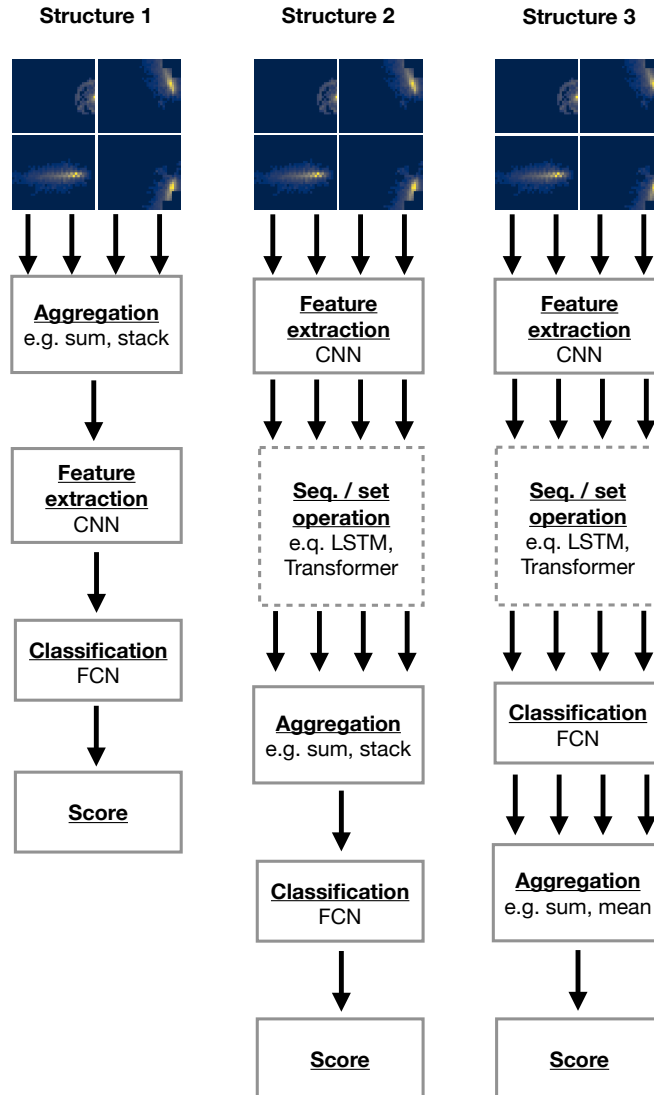 Structure 1
Aggregation
e.g. sum, stack
Feature
extraction
CNN
Classification
FCN
Score
Structure 2
Feature
extraction
CNN
Seq. / set
operation
e.q. LSTM,
Transformer
Aggregation
e.g. sum, stack
Classification
FCN
Score
Structure 3
Feature
extraction
CNN
Seq. / set
operation
e.q. LSTM,
Transformer
Classification
FCN
Aggregation
e.g. sum, mean
Score